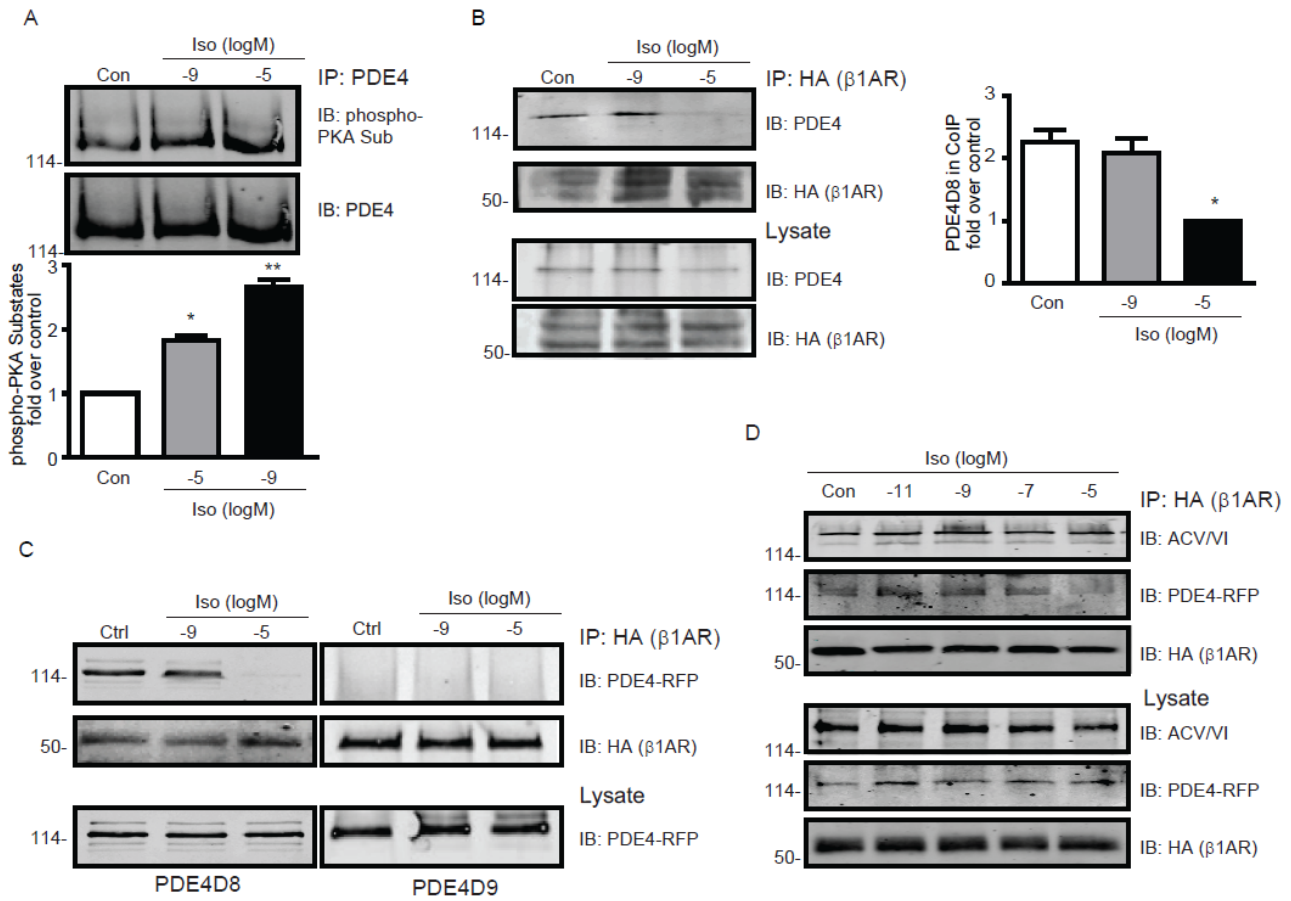 A
Iso (logM)
Con -9 -5 IP: PDE4
IB: phospho-
PKA Sub
114-
IB: PDE4
114-
phospho-PKA Substates
fold over control
3
2
1
0
* **
Con -5 -9
Iso (logM)
B
Iso (logM)
Con -9 -5 IP: HA (β1AR)
IB: PDE4
114-
IB: HA (β1AR)
50-
Lysate
IB: PDE4
114-
IB: HA (β1AR)
50-
PDE4D8 in CoIP
fold over control
3
2
1
0
*
Con -9 -5
Iso (logM)
C
Iso (logM) Iso (logM)
Ctrl -9 -5 Ctrl -9 -5 IP: HA (β1AR)
114- IB: PDE4-RFP
50- IB: HA (β1AR)
Lysate
114- IB: PDE4-RFP
PDE4D8 PDE4D9
D
Iso (logM)
Con -11 -9 -7 -5 IP: HA (β1AR)
IB: ACV/VI
114-
114- IB: PDE4-RFP
IB: HA (β1AR)
50-
Lysate
IB: ACV/VI
114-
IB: PDE4-RFP
114-
IB: HA (β1AR)
50-